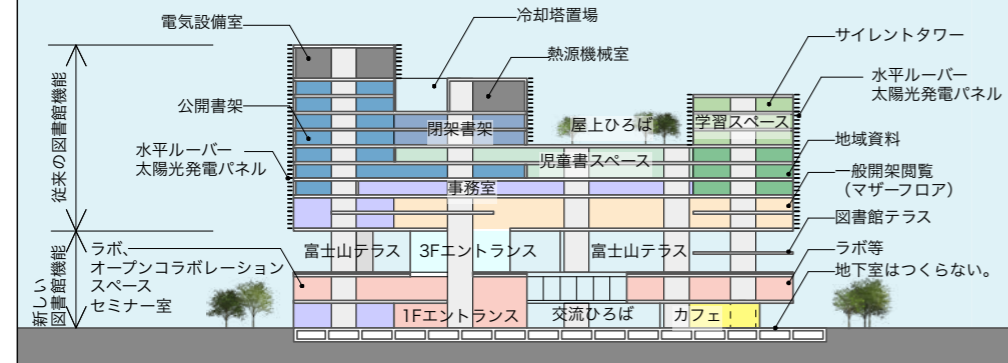 電気設備室
冷却塔置場
熱源機械室
サイレントタワー
水平ルーバー
太陽光発電パネル
公開書架
閉架書架
屋上ひろば
学習スペース
従来の図書館機能
水平ルーバー
太陽光発電パネル
児童書スペース
地域資料
事務室
一般開架閲覧
（マザーフロア）
図書館テラス
新しい
図書館機能
ラボ、
オープンコラボレーション
スペース
セミナー室
富士山テラス
3Fエントランス
富士山テラス
ラボ等
地下室はつくらない。
1Fエントランス
交流ひろば
カフェ